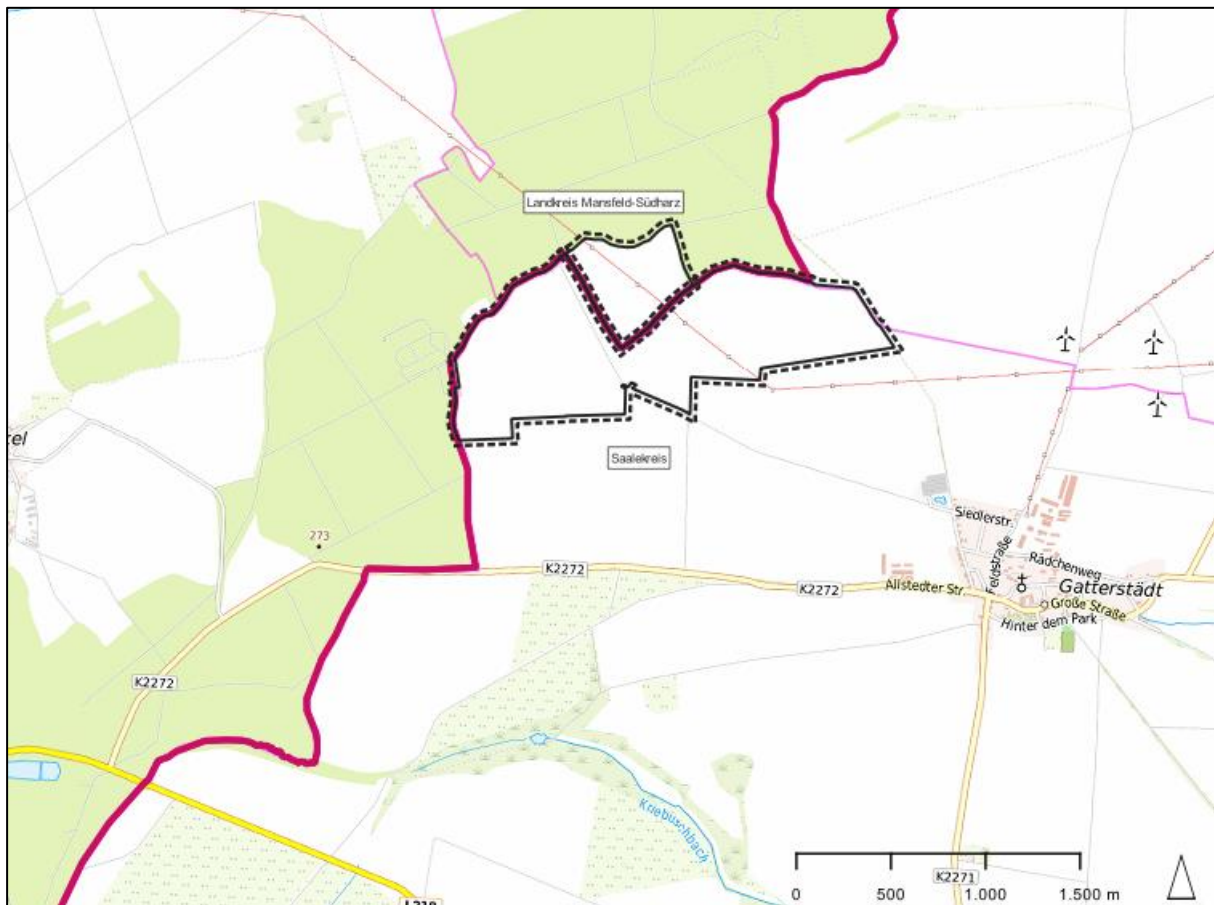 Landkreis Mansfeld-Südharz
Saalekreis
273
Siedlerstr.
Feldstraße
Rädchenweg
K2272
K2272
Allstedter Str
Gatterstädt
Große Straße
Hinter dem Park
K2272
Kriebuschbach
K2271
0 500 1.000 1.500 m